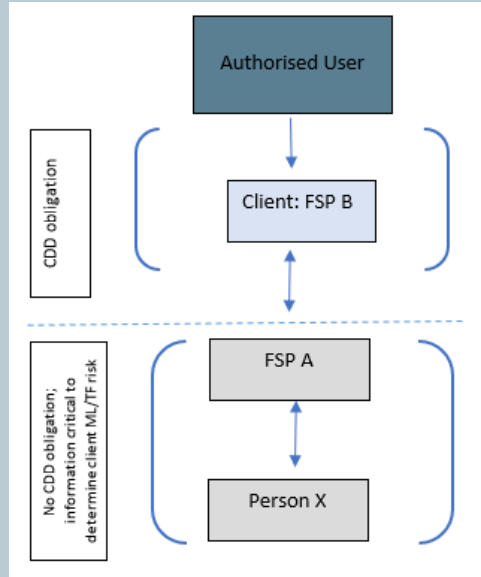 Authorised User
CDD obligation
Client: FSP B
No CDD obligation;
information critical to
determine client ML/TF risk
FSP A
Person X